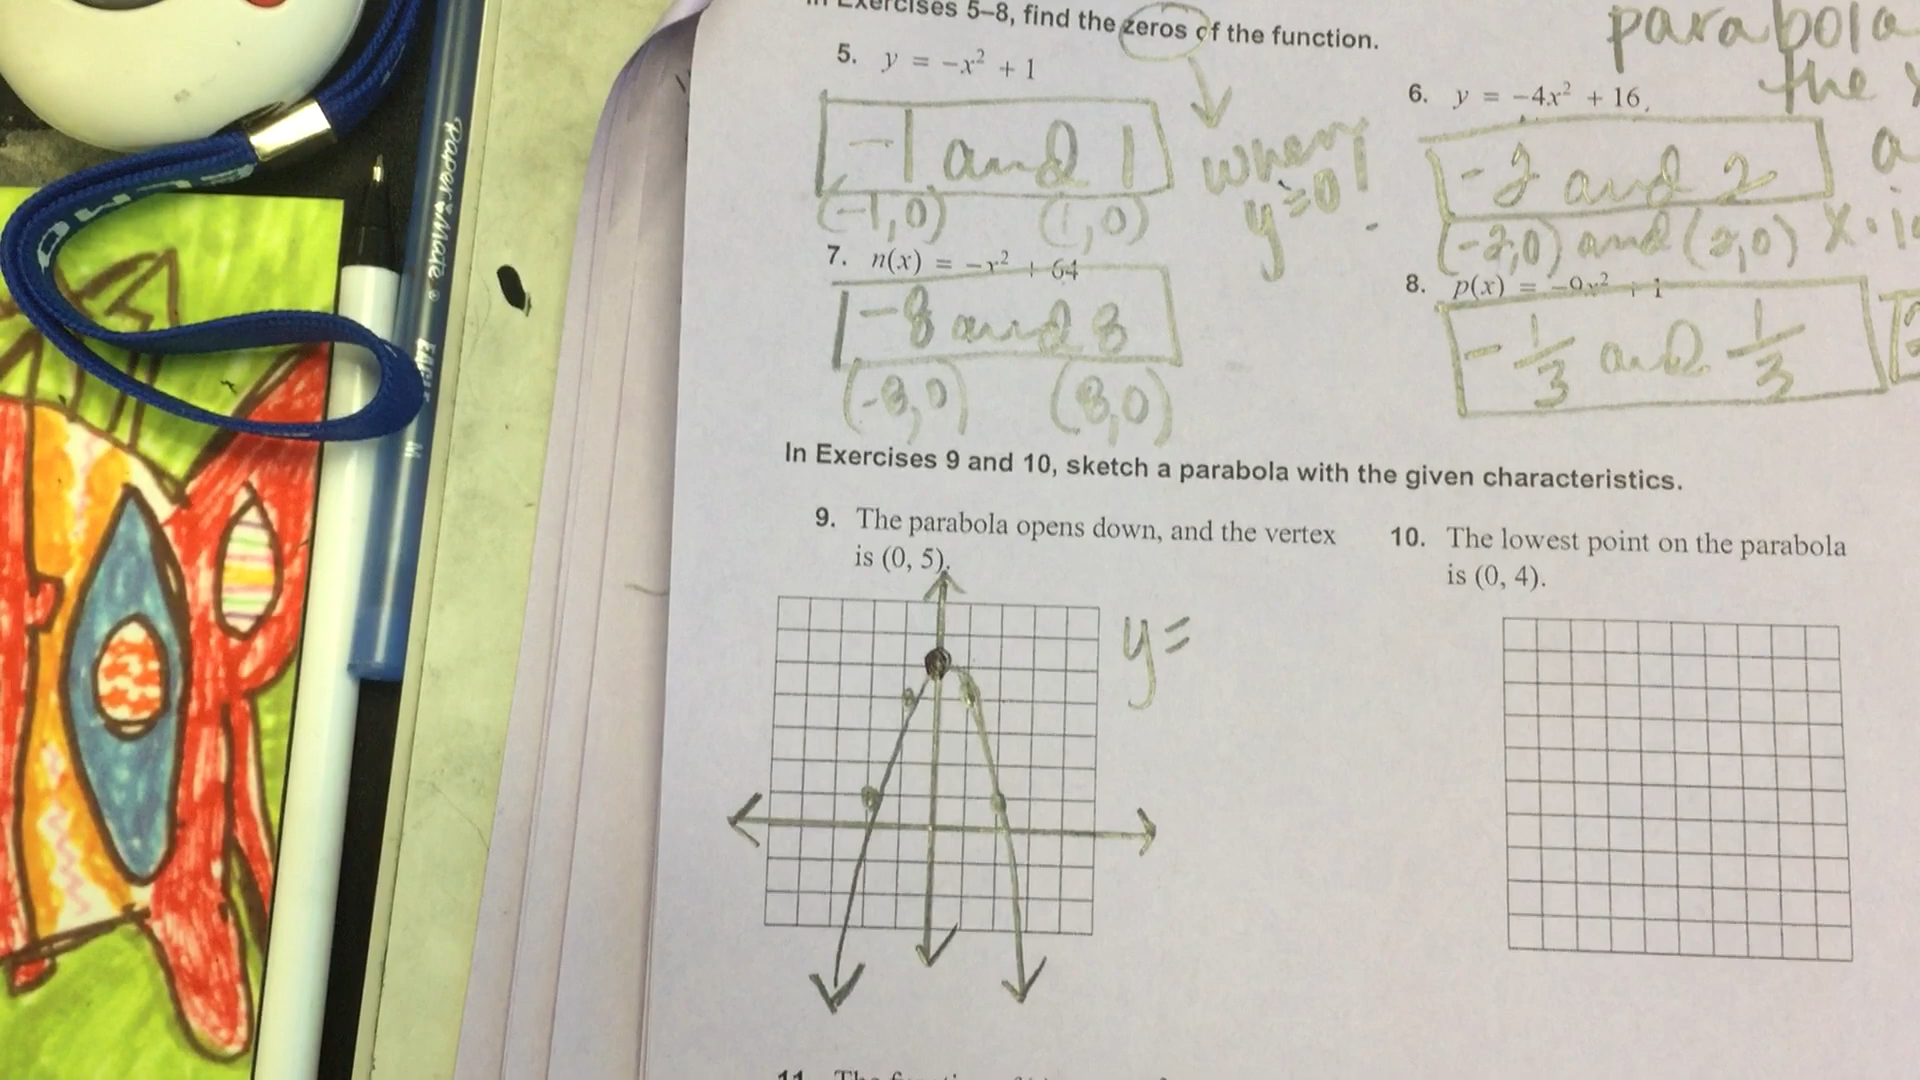 In Exercises 5–8, find the zeros of the function.
parabola
the
5. y = −x² + 1
6. y = −4x² + 16
-1 and 1
when
y=0
-2 and 2
a
(-1,0) (1,0)
(-2,0) and (2,0) x·i
7. n(x) = −x² + 64
8. p(x) = −9x² + 1
-8 and 8
-1/3 and 1/3
(-8,0) (8,0)
In Exercises 9 and 10, sketch a parabola with the given characteristics.
9. The parabola opens down, and the vertex
is (0, 5).
10. The lowest point on the parabola
is (0, 4).
y=
11.
PaperMate
M